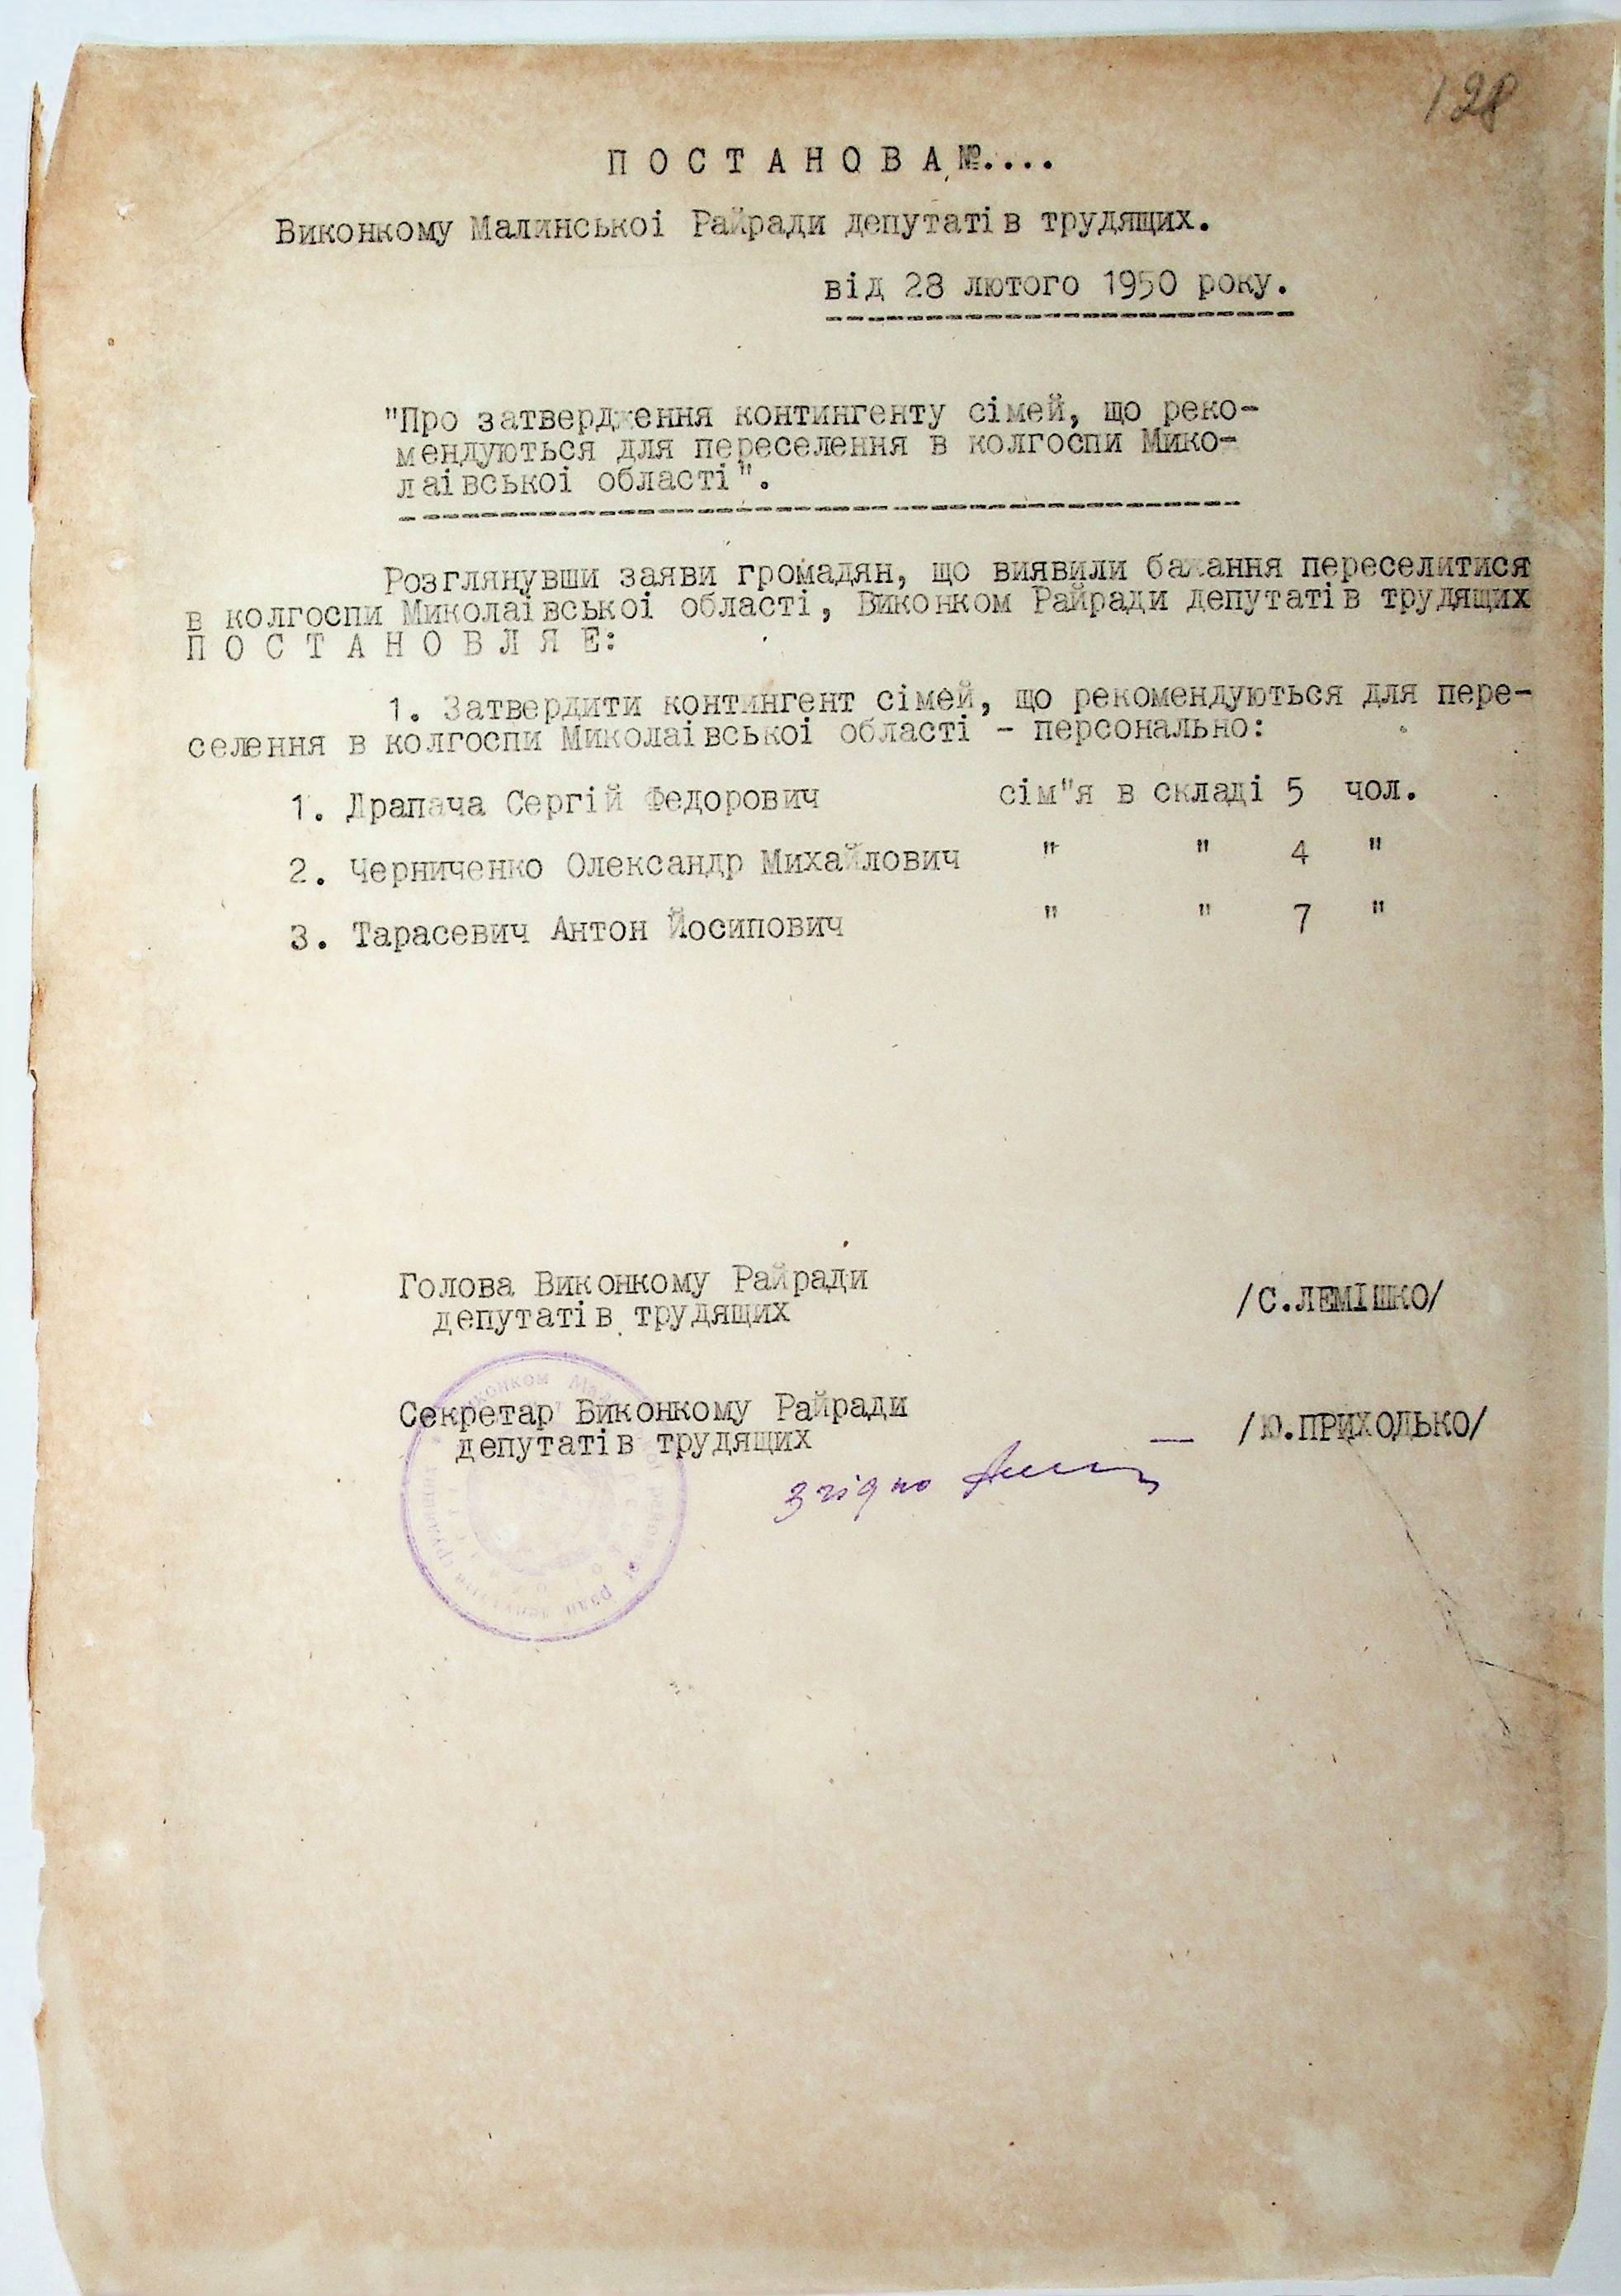 128
П О С Т А Н О В А №....
Виконкому Малинськоі Райради депутатів трудящих.
від 28 лютого 1950 року.
"Про затвердження контингенту сімей, що реко-
мендуються для переселення в колгоспи Мико-
лаівськоі області".
Розглянувши заяви громадян, що виявили бажання переселитися
в колгоспи Миколаівськоі області, Виконком Райради депутатів трудящих
П О С Т А Н О В Л Я Е:
1. Затвердити контингент сімей, що рекомендуються для пере-
селення в колгоспи Миколаівськоі області - персонально:
1. Драпача Сергій Федорович сім"я в складі 5 чол.
2. Черниченко Олександр Михайлович " " 4 "
3. Тарасевич Антон Йосипович " " 7 "
Голова Виконкому Райради
депутатів трудящих /С.ЛЕМІШКО/
Секретар Виконкому Райради
депутатів трудящих /Ю.ПРИХОДЬКО/
Згідно